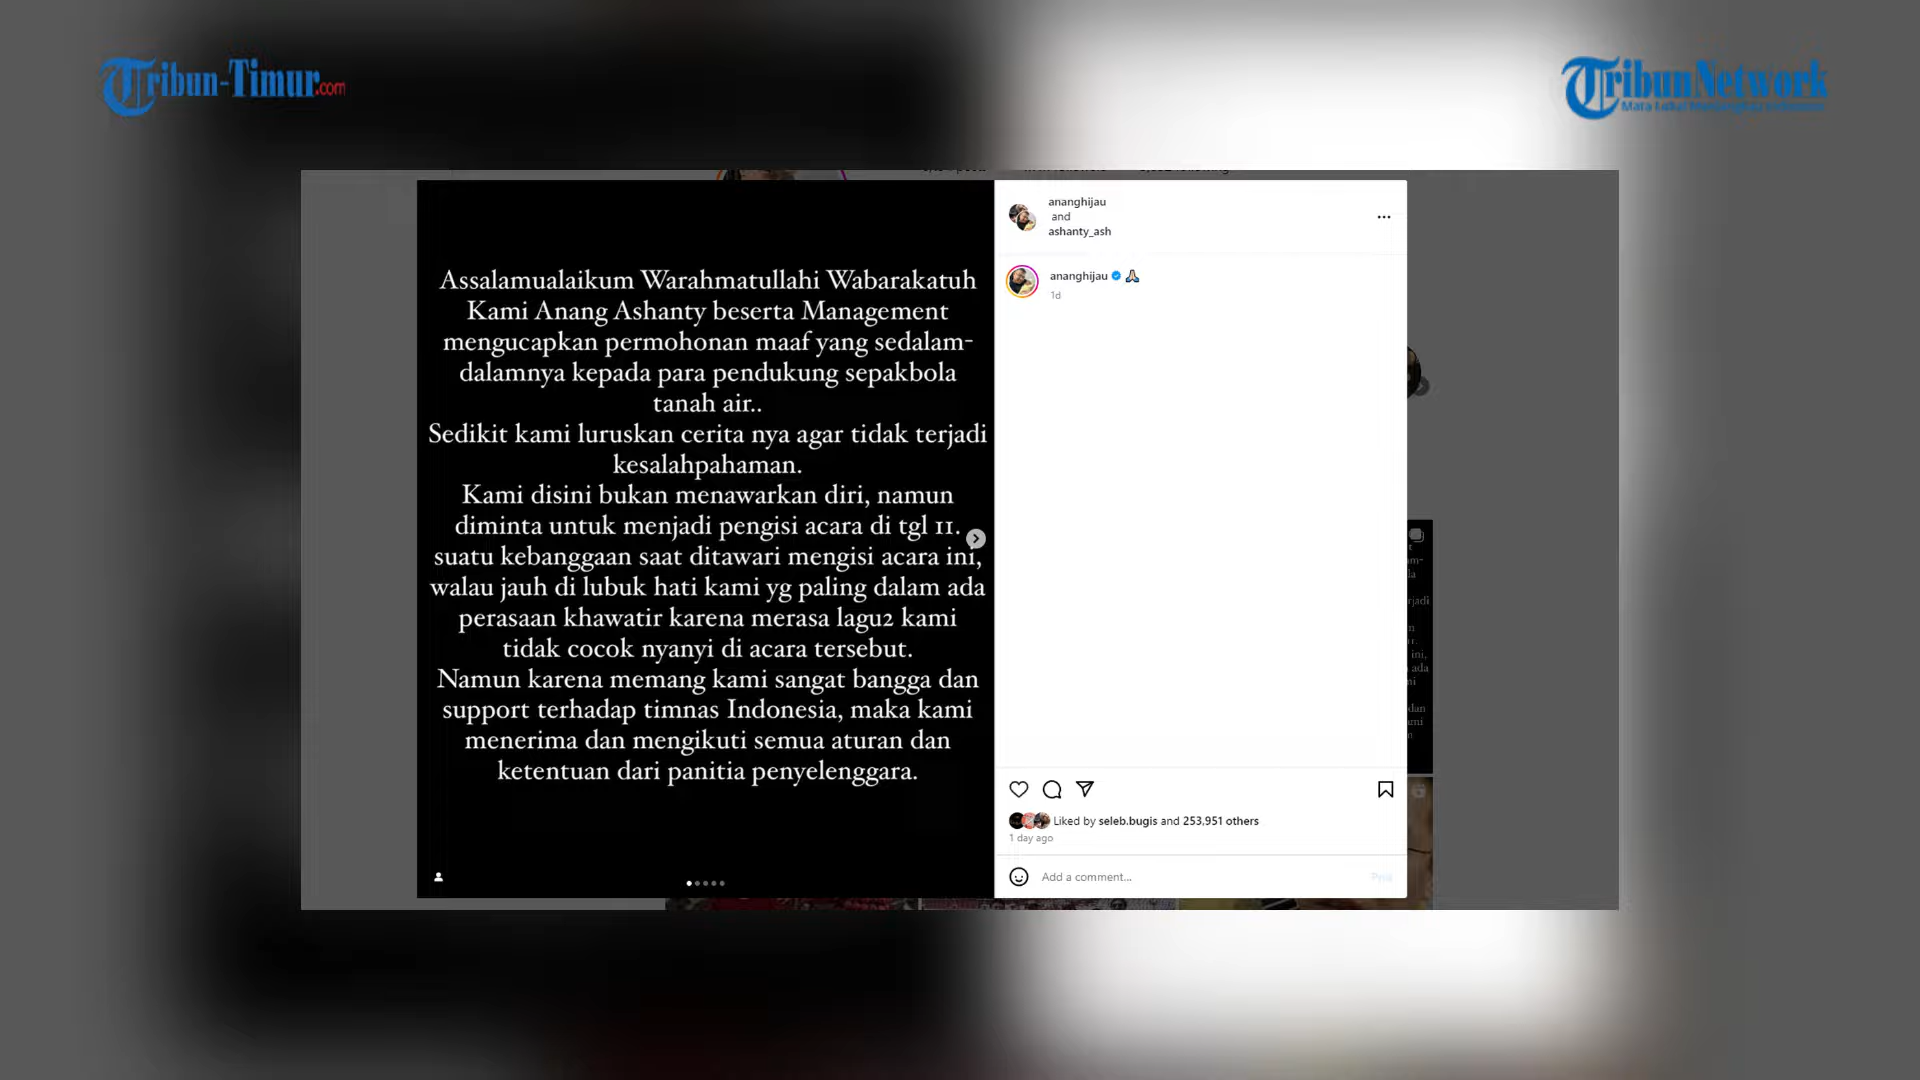 Tribun-Timur.com
TribunNetwork
ananghijau
and
ashanty_ash
Assalamualaikum Warahmatullahi Wabarakatuh
Kami Anang Ashanty beserta Management
mengucapkan permohonan maaf yang sedalam-
dalamnya kepada para pendukung sepakbola
tanah air..
Sedikit kami luruskan cerita nya agar tidak terjadi
kesalahpahaman.
Kami disini bukan menawarkan diri, namun
diminta untuk menjadi pengisi acara di tgl 11.
suatu kebanggaan saat ditawari mengisi acara ini,
walau jauh di lubuk hati kami yg paling dalam ada
perasaan khawatir karena merasa lagu2 kami
tidak cocok nyanyi di acara tersebut.
Namun karena memang kami sangat bangga dan
support terhadap timnas Indonesia, maka kami
menerima dan mengikuti semua aturan dan
ketentuan dari panitia penyelenggara.
ananghijau 🙏🏻
1d
Liked by seleb.bugis and 253,951 others
1 day ago
Add a comment...
Post